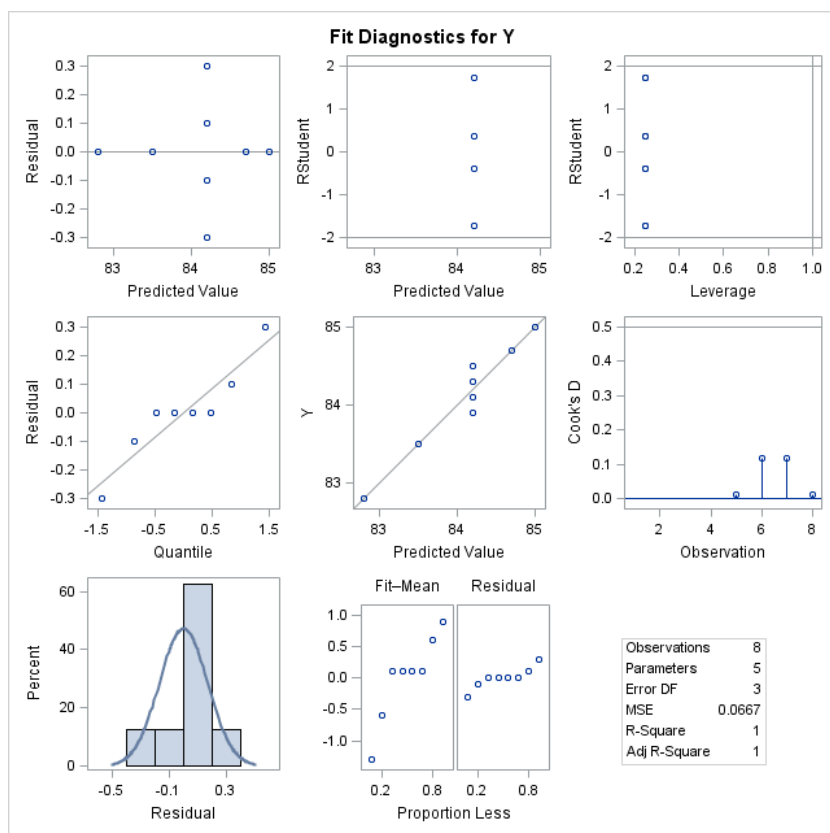 Fit Diagnostics for Y
0.3
0.2
0.1
0.0
-0.1
-0.2
-0.3
Residual
83 84 85
Predicted Value
2
1
0
-1
-2
RStudent
83 84 85
Predicted Value
2
1
0
-1
-2
RStudent
0.2 0.4 0.6 0.8 1.0
Leverage
0.3
0.2
0.1
0.0
-0.1
-0.2
-0.3
Residual
-1.5 -0.5 0.5 1.5
Quantile
85
84
83
Y
83 84 85
Predicted Value
0.5
0.4
0.3
0.2
0.1
0.0
Cook's D
2 4 6 8
Observation
60
40
20
0
Percent
-0.5 -0.1 0.3
Residual
Fit–Mean Residual
1.0
0.5
0.0
-0.5
-1.0
0.2 0.8 0.2 0.8
Proportion Less
Observations 8
Parameters 5
Error DF 3
MSE 0.0667
R-Square 1
Adj R-Square 1